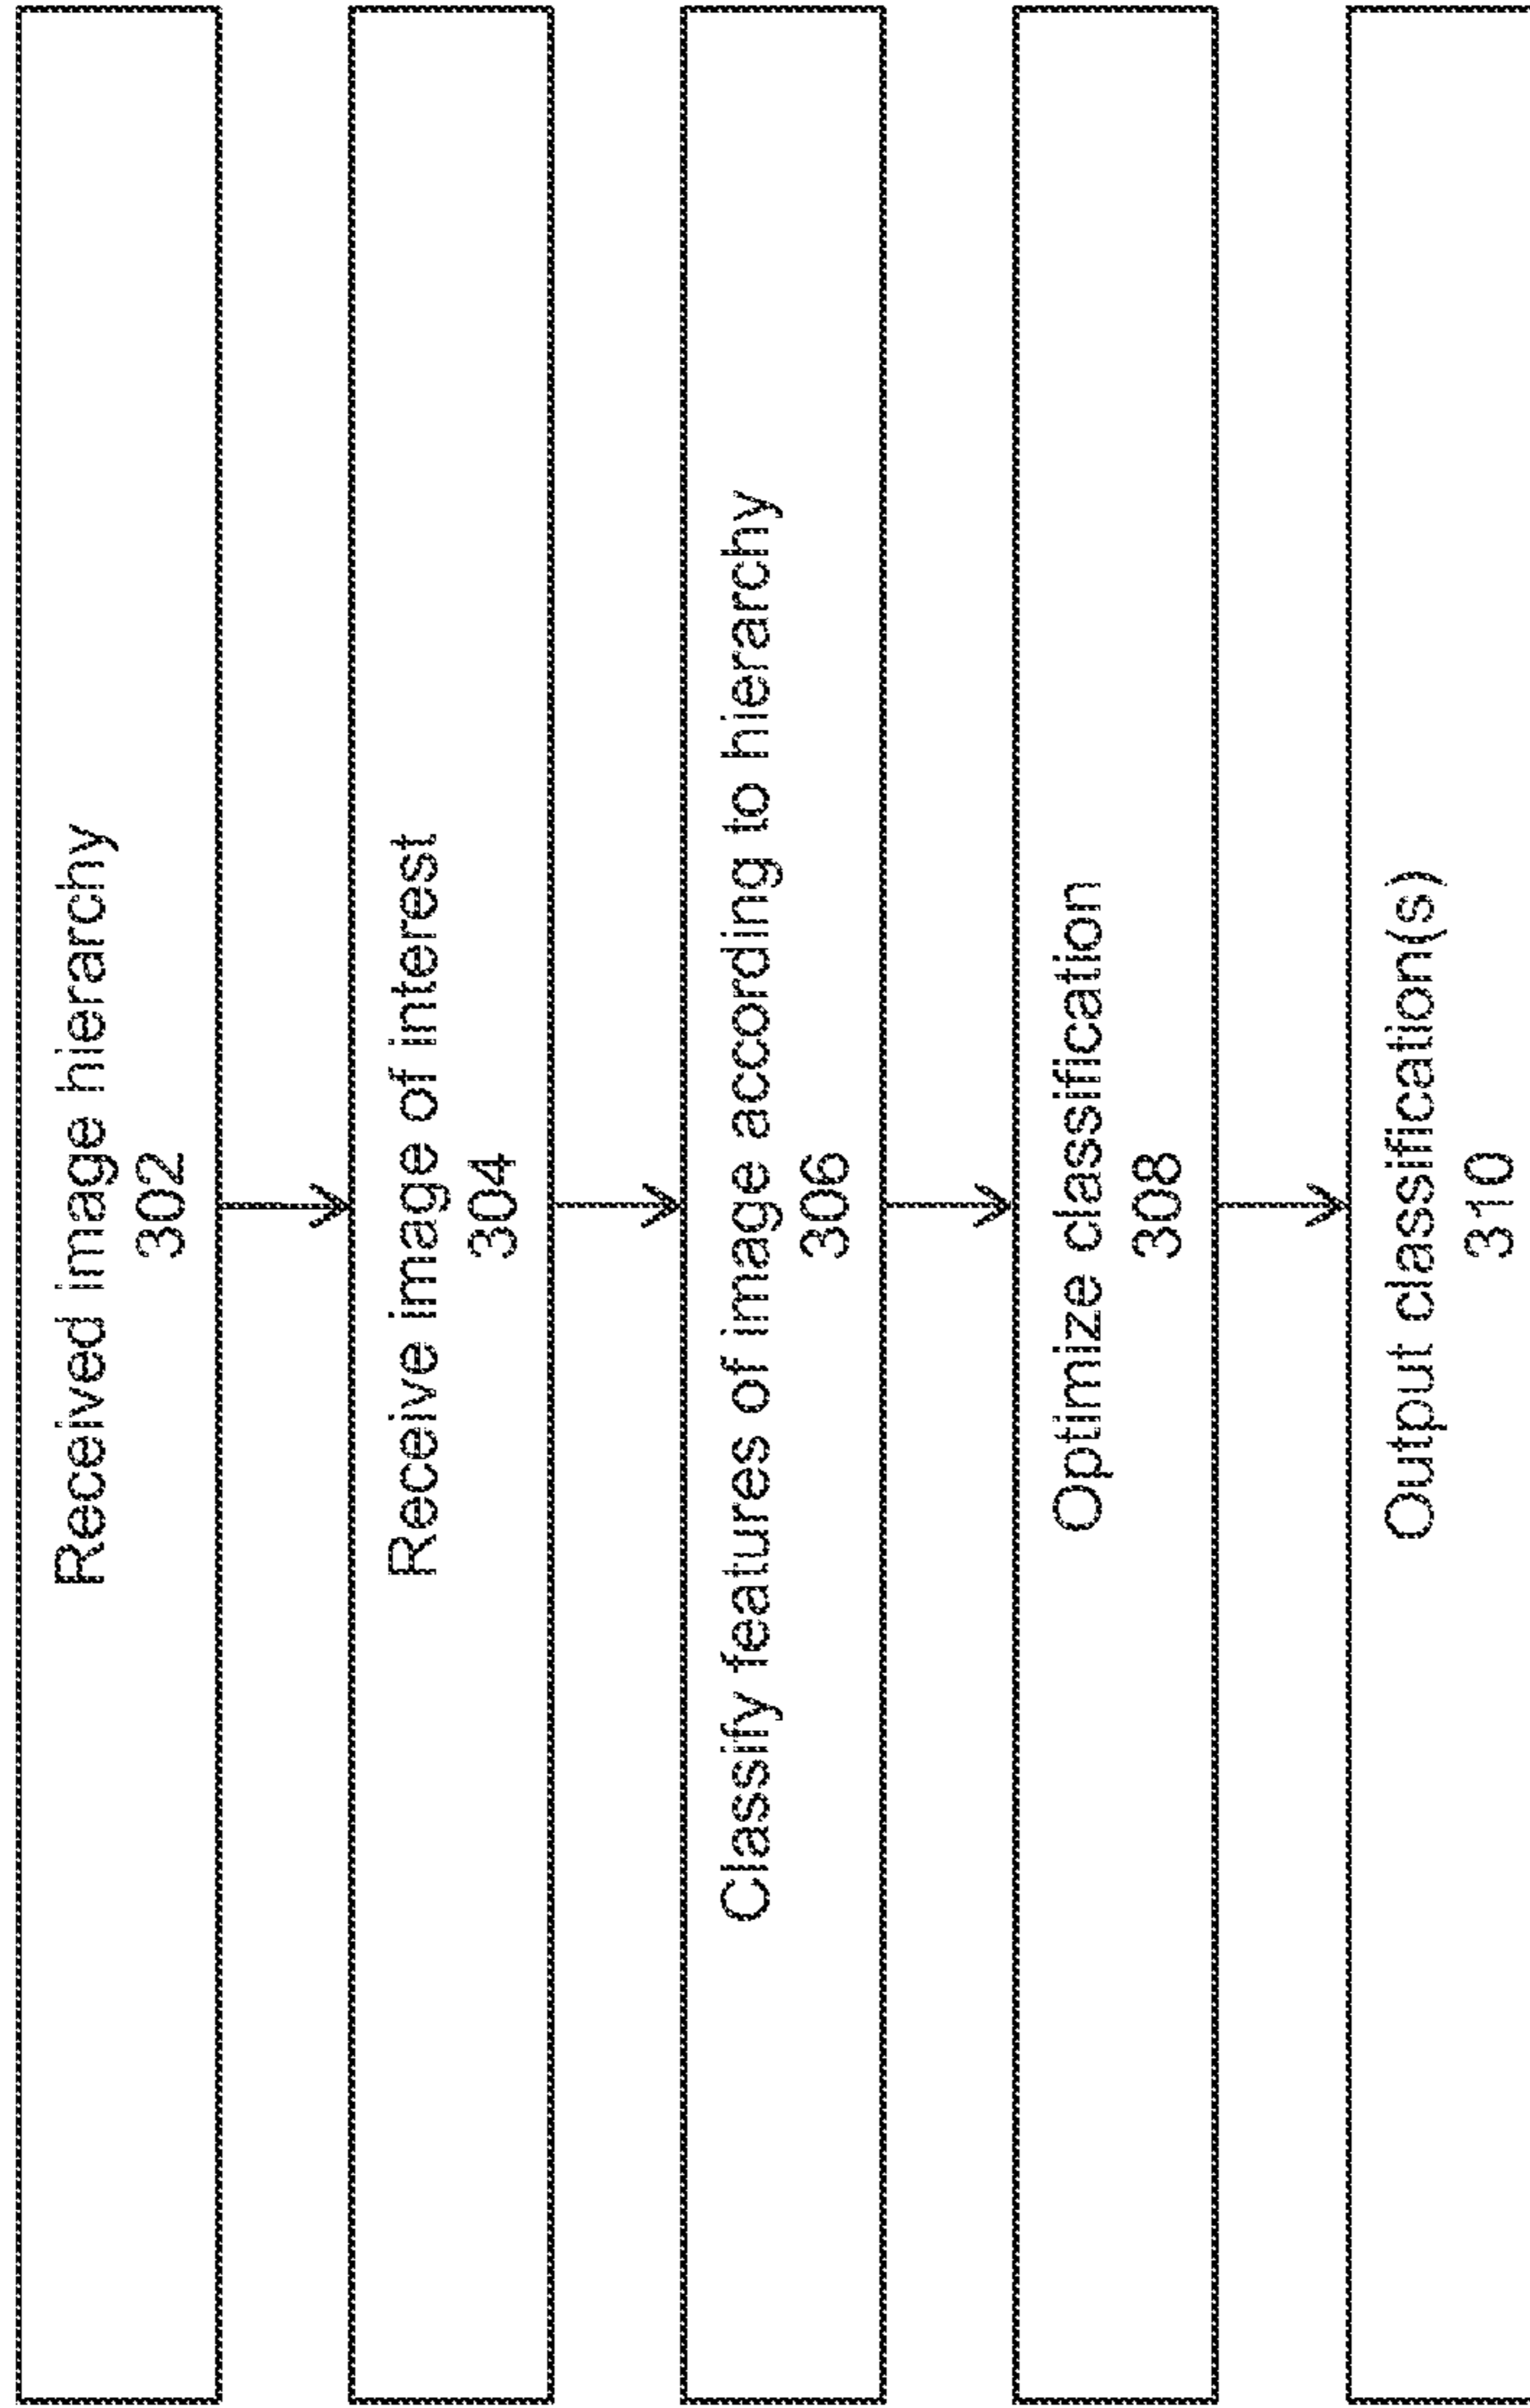 Received image hierarchy
302
Receive image of interest
304
Classify features of image according to hierarchy
306
Optimize classification
308
Output classification(s)
310